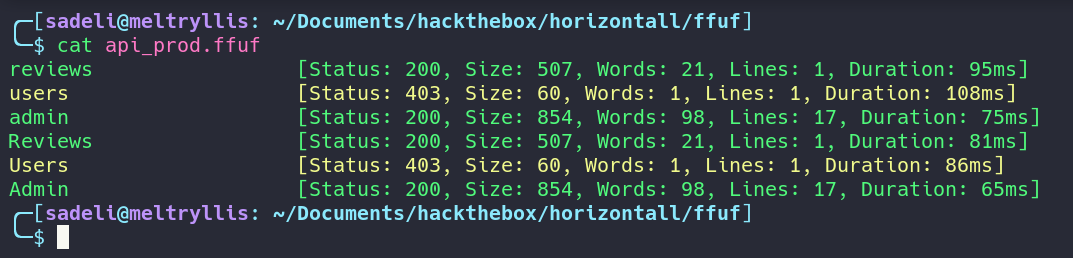 ╭─[sadeli@meltryllis: ~/Documents/hackthebox/horizontall/ffuf]
╰─$ cat api_prod.ffuf
reviews                 [Status: 200, Size: 507, Words: 21, Lines: 1, Duration: 95ms]
users                   [Status: 403, Size: 60, Words: 1, Lines: 1, Duration: 108ms]
admin                   [Status: 200, Size: 854, Words: 98, Lines: 17, Duration: 75ms]
Reviews                 [Status: 200, Size: 507, Words: 21, Lines: 1, Duration: 81ms]
Users                   [Status: 403, Size: 60, Words: 1, Lines: 1, Duration: 86ms]
Admin                   [Status: 200, Size: 854, Words: 98, Lines: 17, Duration: 65ms]
╭─[sadeli@meltryllis: ~/Documents/hackthebox/horizontall/ffuf]
╰─$